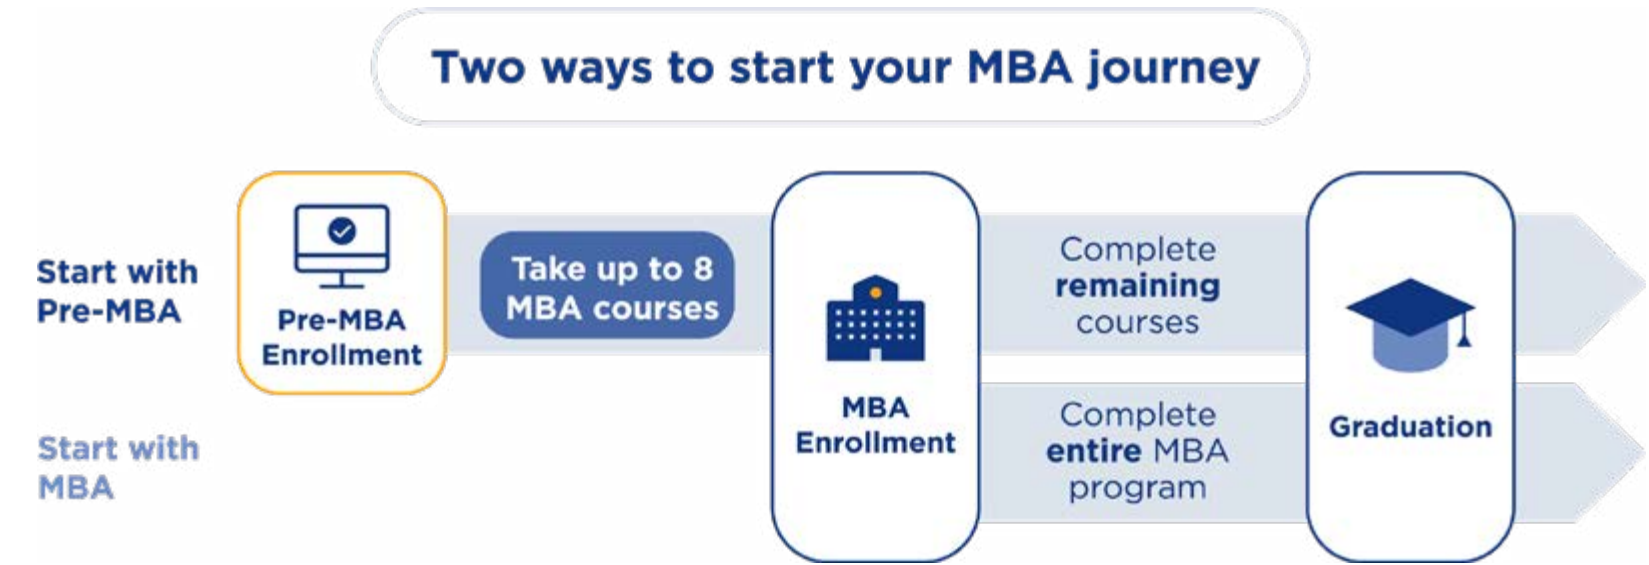 Two ways to start your MBA journey
Start with
Pre-MBA
Pre-MBA
Enrollment
Take up to 8
MBA courses
MBA
Enrollment
Complete
remaining
courses
Graduation
Start with
MBA
Complete
entire MBA
program